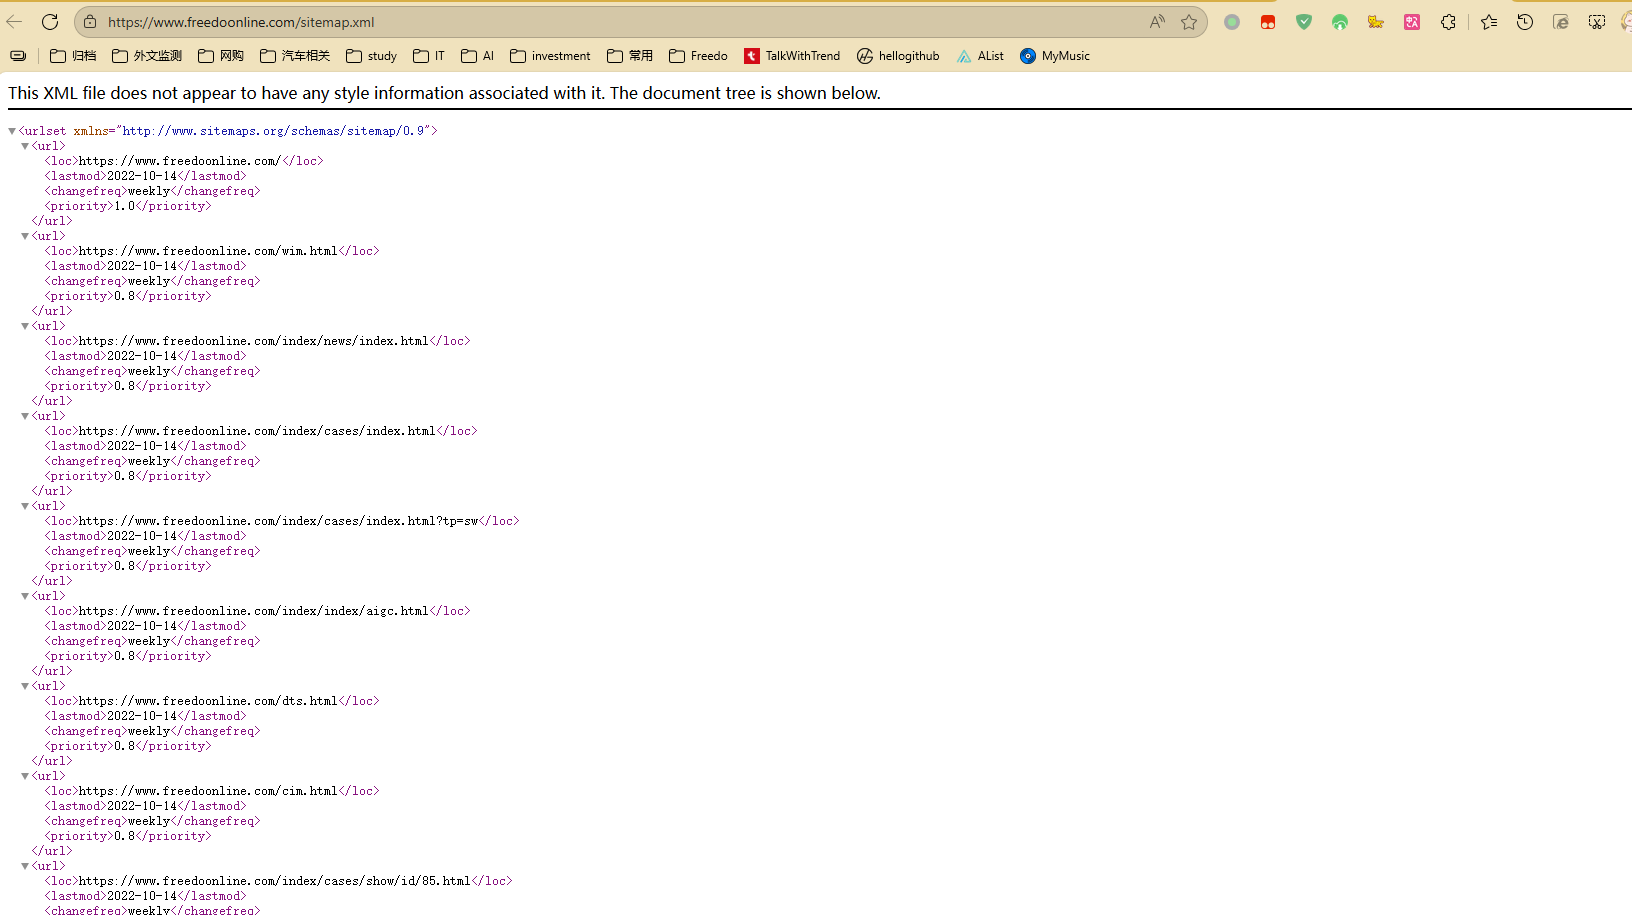 https://www.freedoonline.com/sitemap.xml
归档 外文监测 网购 汽车相关 study IT AI investment 常用 Freedo TalkWithTrend hellogithub AList MyMusic
This XML file does not appear to have any style information associated with it. The document tree is shown below.
<urlset xmlns="http://www.sitemaps.org/schemas/sitemap/0.9">
<url>
<loc>https://www.freedoonline.com/</loc>
<lastmod>2022-10-14</lastmod>
<changefreq>weekly</changefreq>
<priority>1.0</priority>
</url>
<url>
<loc>https://www.freedoonline.com/wim.html</loc>
<lastmod>2022-10-14</lastmod>
<changefreq>weekly</changefreq>
<priority>0.8</priority>
</url>
<url>
<loc>https://www.freedoonline.com/index/news/index.html</loc>
<lastmod>2022-10-14</lastmod>
<changefreq>weekly</changefreq>
<priority>0.8</priority>
</url>
<url>
<loc>https://www.freedoonline.com/index/cases/index.html</loc>
<lastmod>2022-10-14</lastmod>
<changefreq>weekly</changefreq>
<priority>0.8</priority>
</url>
<url>
<loc>https://www.freedoonline.com/index/cases/index.html?tp=sw</loc>
<lastmod>2022-10-14</lastmod>
<changefreq>weekly</changefreq>
<priority>0.8</priority>
</url>
<url>
<loc>https://www.freedoonline.com/index/index/aigc.html</loc>
<lastmod>2022-10-14</lastmod>
<changefreq>weekly</changefreq>
<priority>0.8</priority>
</url>
<url>
<loc>https://www.freedoonline.com/dts.html</loc>
<lastmod>2022-10-14</lastmod>
<changefreq>weekly</changefreq>
<priority>0.8</priority>
</url>
<url>
<loc>https://www.freedoonline.com/cim.html</loc>
<lastmod>2022-10-14</lastmod>
<changefreq>weekly</changefreq>
<priority>0.8</priority>
</url>
<url>
<loc>https://www.freedoonline.com/index/cases/show/id/85.html</loc>
<lastmod>2022-10-14</lastmod>
<changefreq>weekly</changefreq>